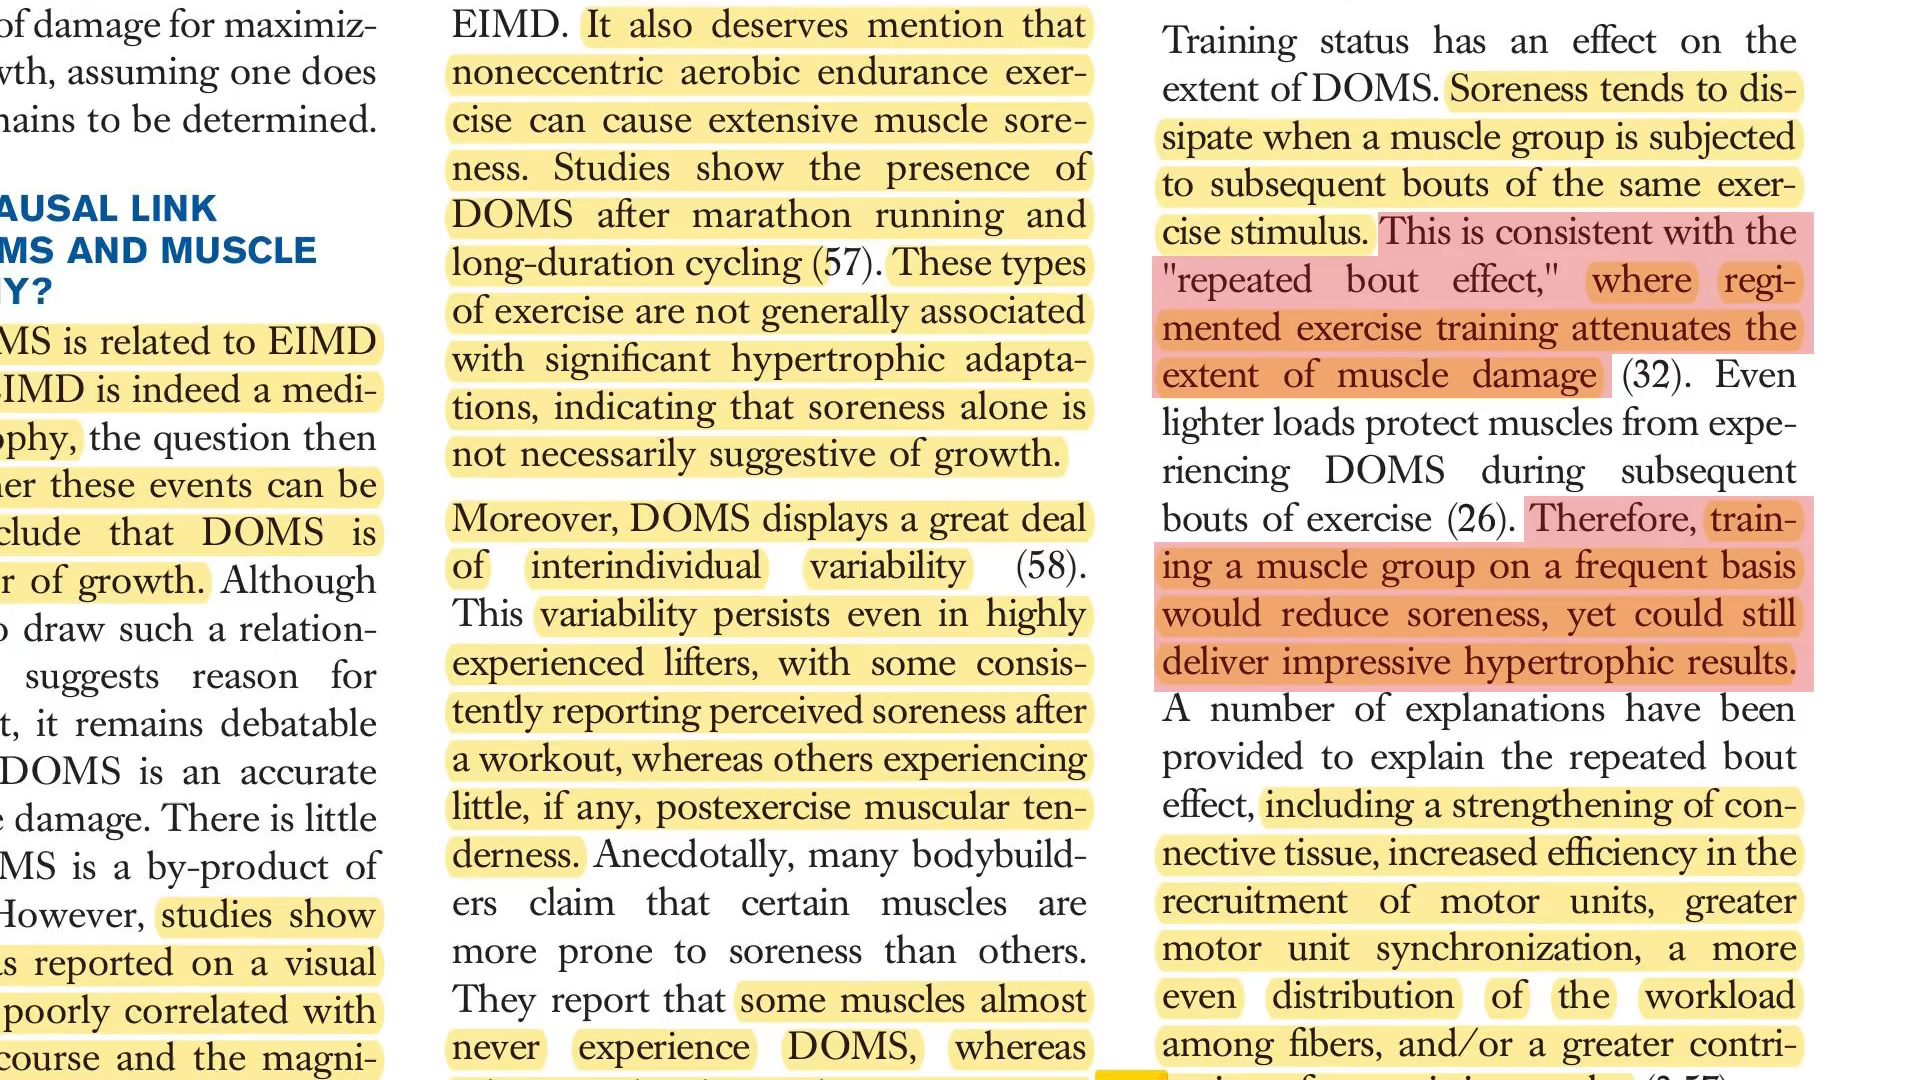 of damage for maximiz-
assuming one does
to be determined.
LINK
AND MUSCLE
is related to EIMD
EIMD is indeed a medi-
the question then
these events can be
that DOMS is
of growth. Although
draw such a relation-
suggests reason for
it remains debatable
DOMS is an accurate
damage. There is little
is a by-product of
However, studies show
reported on a visual
poorly correlated with
course and the magni-
EIMD. It also deserves mention that
noneccentric aerobic endurance exer-
cise can cause extensive muscle sore-
ness. Studies show the presence of
DOMS after marathon running and
long-duration cycling (57). These types
of exercise are not generally associated
with significant hypertrophic adapta-
tions, indicating that soreness alone is
not necessarily suggestive of growth.
Moreover, DOMS displays a great deal
of interindividual variability (58).
This variability persists even in highly
experienced lifters, with some consis-
tently reporting perceived soreness after
a workout, whereas others experiencing
little, if any, postexercise muscular ten-
derness. Anecdotally, many bodybuild-
ers claim that certain muscles are
more prone to soreness than others.
They report that some muscles almost
never experience DOMS, whereas
Training status has an effect on the
extent of DOMS. Soreness tends to dis-
sipate when a muscle group is subjected
to subsequent bouts of the same exer-
cise stimulus. This is consistent with the
"repeated bout effect," where regi-
mented exercise training attenuates the
extent of muscle damage (32). Even
lighter loads protect muscles from expe-
riencing DOMS during subsequent
bouts of exercise (26). Therefore, train-
ing a muscle group on a frequent basis
would reduce soreness, yet could still
deliver impressive hypertrophic results.
A number of explanations have been
provided to explain the repeated bout
effect, including a strengthening of con-
nective tissue, increased efficiency in the
recruitment of motor units, greater
motor unit synchronization, a more
even distribution of the workload
among fibers, and/or a greater contri-